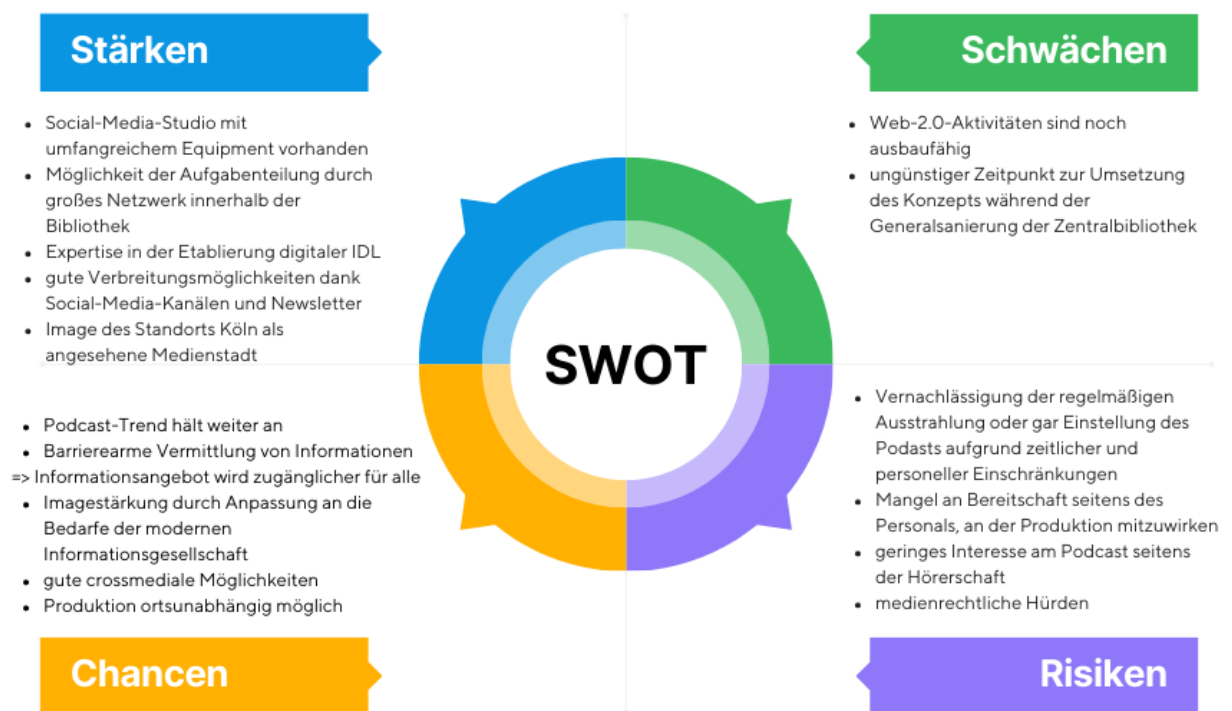 Stärken
• Social-Media-Studio mit
umfangreichem Equipment vorhanden
• Möglichkeit der Aufgabenteilung durch
großes Netzwerk innerhalb der
Bibliothek
• Expertise in der Etablierung digitaler IDL
• gute Verbreitungsmöglichkeiten dank
Social-Media-Kanälen und Newsletter
• Image des Standorts Köln als
angesehene Medienstadt
Schwächen
• Web-2.0-Aktivitäten sind noch
ausbaufähig
• ungünstiger Zeitpunkt zur Umsetzung
des Konzepts während der
Generalsanierung der Zentralbibliothek
SWOT
• Podcast-Trend hält weiter an
• Barrierearme Vermittlung von Informationen
=> Informationsangebot wird zugänglicher für alle
• Imagestärkung durch Anpassung an die
Bedarfe der modernen
Informationsgesellschaft
• gute crossmediale Möglichkeiten
• Produktion ortsunabhängig möglich
Chancen
• Vernachlässigung der regelmäßigen
Ausstrahlung oder gar Einstellung des
Podasts aufgrund zeitlicher und
personeller Einschränkungen
• Mangel an Bereitschaft seitens des
Personals, an der Produktion mitzuwirken
• geringes Interesse am Podcast seitens
der Hörerschaft
• medienrechtliche Hürden
Risiken